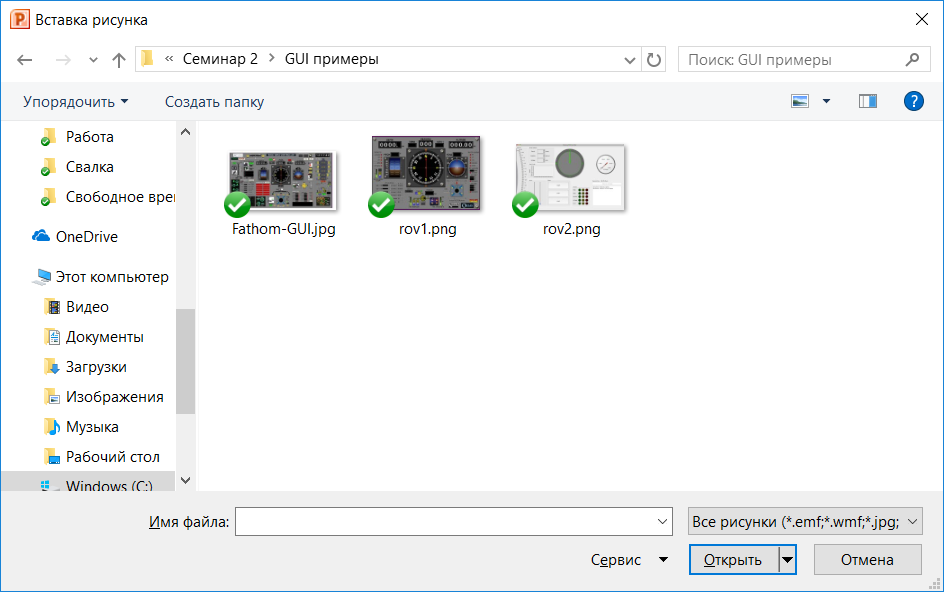 Вставка рисунка
« Семинар 2 › GUI примеры
Поиск: GUI примеры
Упорядочить
Создать папку
Работа
Свалка
Свободное вре
OneDrive
Этот компьютер
Видео
Документы
Загрузки
Изображения
Музыка
Рабочий стол
Windows (C:)
Fathom-GUI.jpg
rov1.png
rov2.png
Имя файла:
Все рисунки (*.emf;*.wmf;*.jpg;
Сервис
Открыть
Отмена